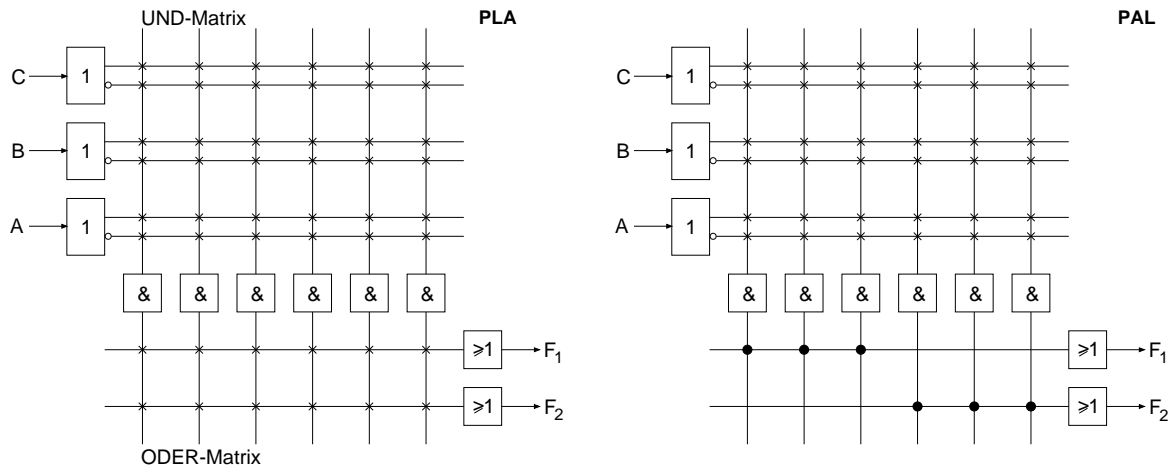 UND-Matrix
PLA
C
1
B
1
A
1
& & & & & &
≥1
F1
≥1
F2
ODER-Matrix
PAL
C
1
B
1
A
1
& & & & & &
≥1
F1
≥1
F2